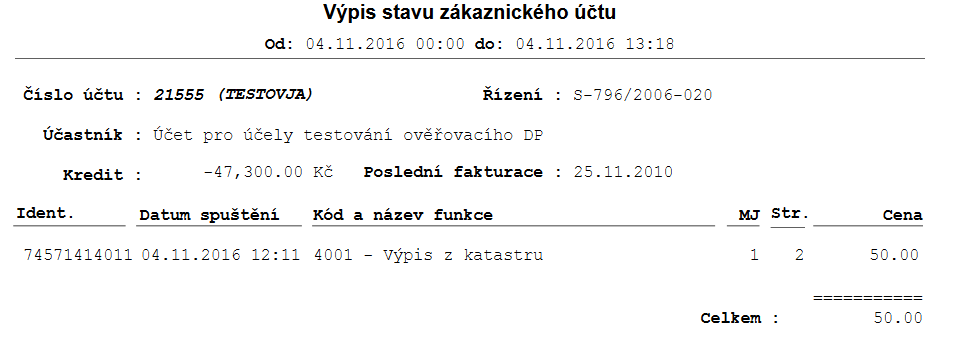 Výpis stavu zákaznického účtu
Od: 04.11.2016 00:00 do: 04.11.2016 13:18
Číslo účtu : 21555 (TESTOVJA) Řízení : S-796/2006-020
Účastník : Účet pro účely testování ověřovacího DP
Kredit : -47,300.00 Kč Poslední fakturace : 25.11.2010
Ident. Datum spuštění Kód a název funkce MJ Str. Cena
74571414011 04.11.2016 12:11 4001 - Výpis z katastru 1 2 50.00
===========
Celkem : 50.00